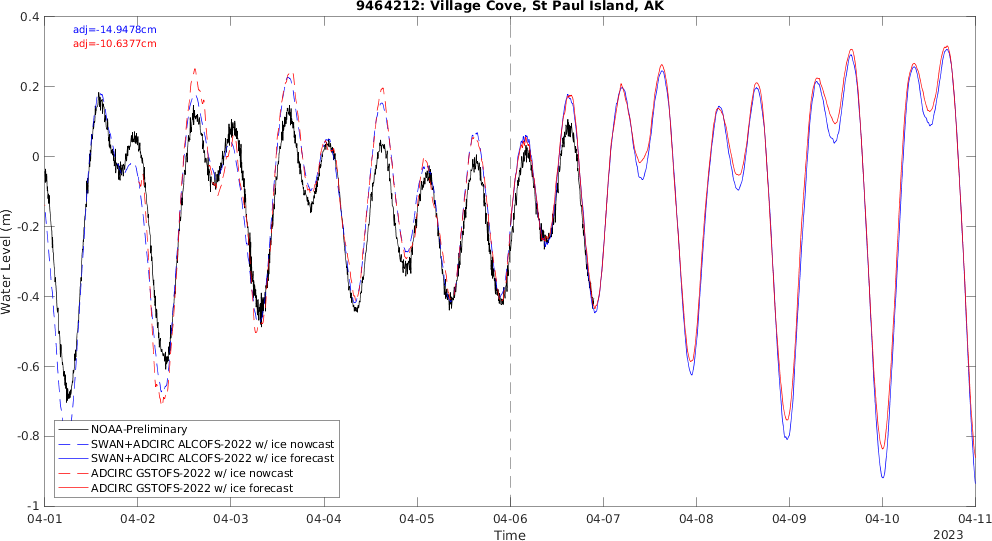 9464212: Village Cove, St Paul Island, AK
adj=-14.9478cm
adj=-10.6377cm
0.4
0.2
0
-0.2
-0.4
-0.6
-0.8
-1
Water Level (m)
NOAA-Preliminary
SWAN+ADCIRC ALCOFS-2022 w/ ice nowcast
SWAN+ADCIRC ALCOFS-2022 w/ ice forecast
ADCIRC GSTOFS-2022 w/ ice nowcast
ADCIRC GSTOFS-2022 w/ ice forecast
04-01 04-02 04-03 04-04 04-05 04-06 04-07 04-08 04-09 04-10 04-11
Time
2023